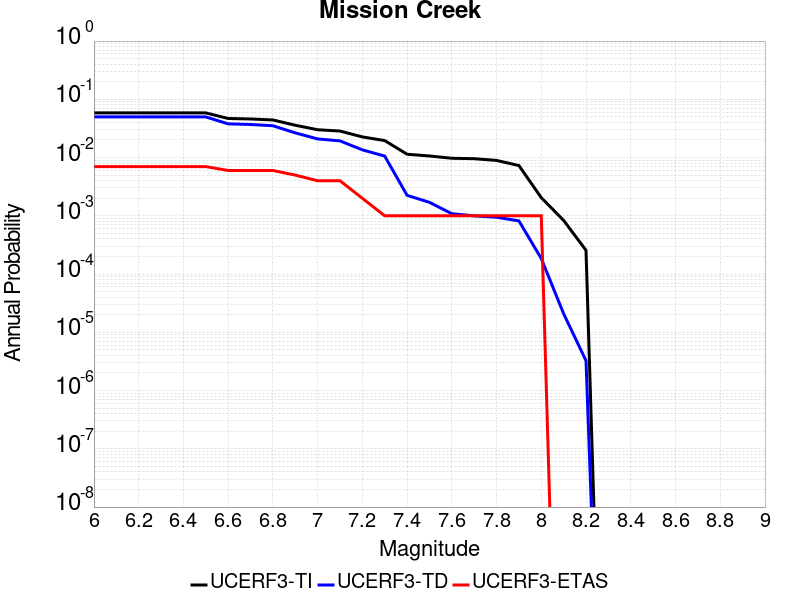 Mission Creek
10^0
10^-1
10^-2
10^-3
10^-4
10^-5
10^-6
10^-7
10^-8
Annual Probability
6 6.2 6.4 6.6 6.8 7 7.2 7.4 7.6 7.8 8 8.2 8.4 8.6 8.8 9
Magnitude
UCERF3-TI UCERF3-TD UCERF3-ETAS